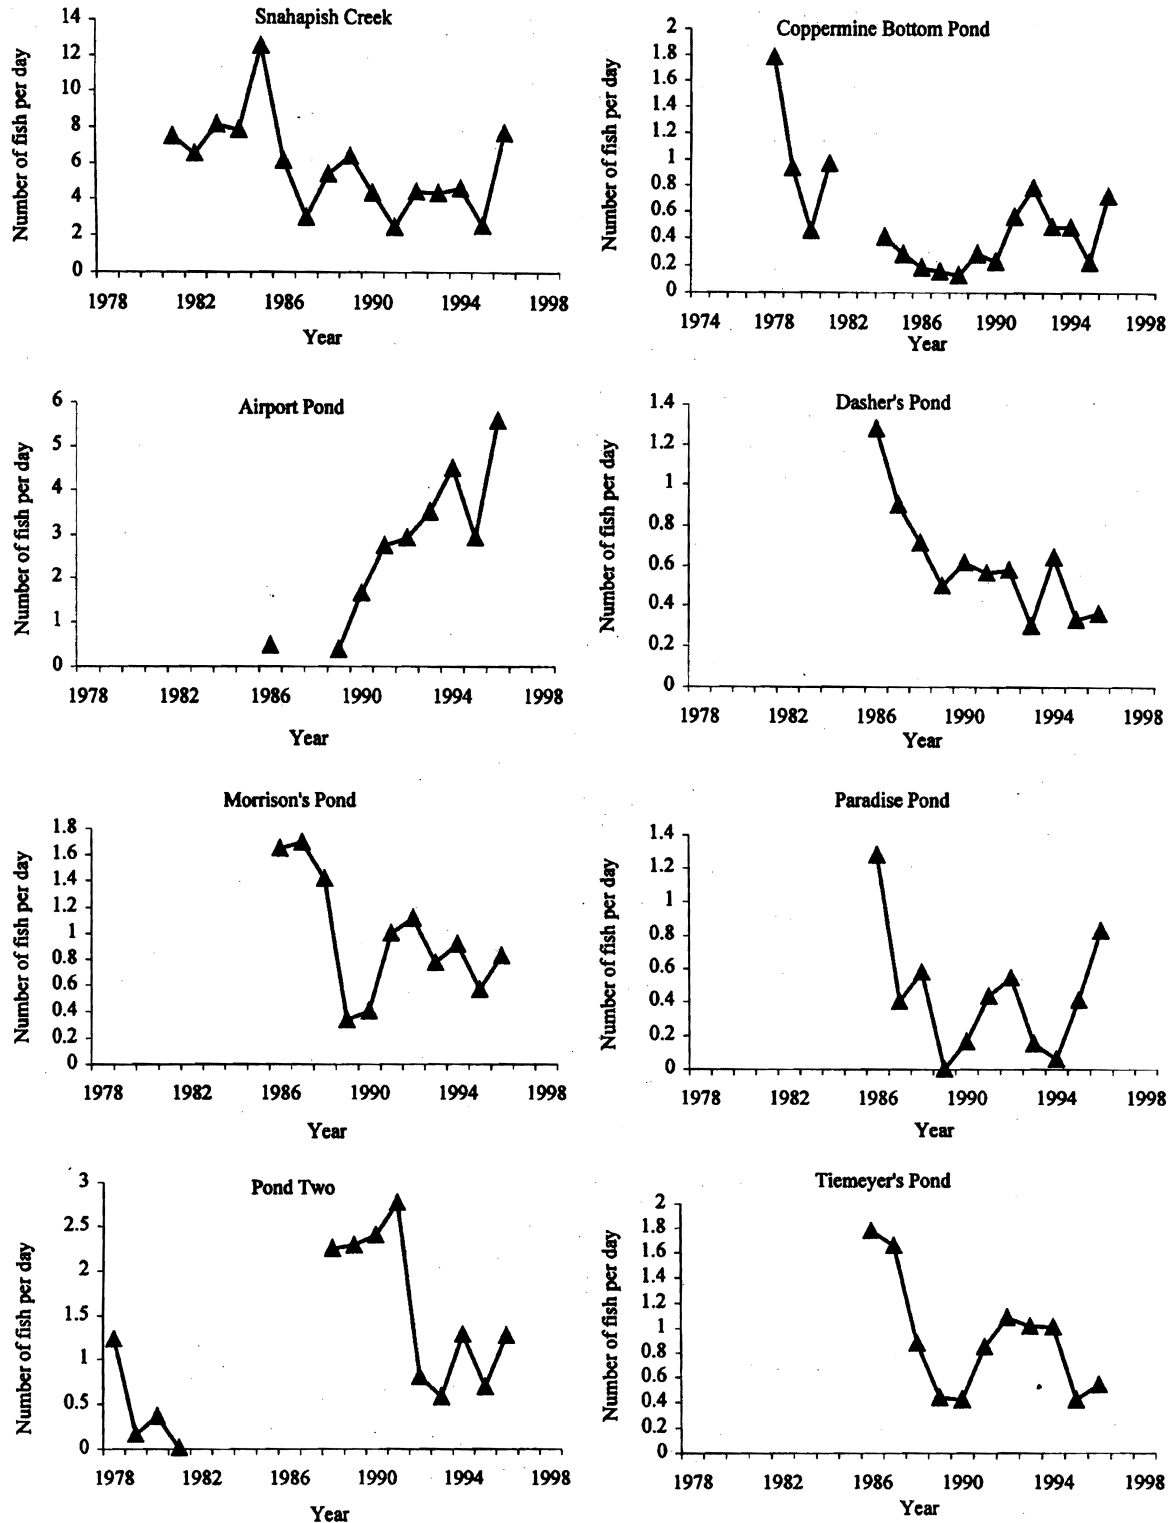 Snahapish Creek
Number of fish per day
14
12
10
8
6
4
2
0
1978 1982 1986 1990 1994 1998
Year
Coppermine Bottom Pond
Number of fish per day
2
1.8
1.6
1.4
1.2
1
0.8
0.6
0.4
0.2
0
1974 1978 1982 1986 1990 1994 1998
Year
Airport Pond
Number of fish per day
6
5
4
3
2
1
0
1978 1982 1986 1990 1994 1998
Year
Dasher's Pond
Number of fish per day
1.4
1.2
1
0.8
0.6
0.4
0.2
0
1978 1982 1986 1990 1994 1998
Year
Morrison's Pond
Number of fish per day
1.8
1.6
1.4
1.2
1
0.8
0.6
0.4
0.2
0
1978 1982 1986 1990 1994 1998
Year
Paradise Pond
Number of fish per day
1.4
1.2
1
0.8
0.6
0.4
0.2
0
1978 1982 1986 1990 1994 1998
Year
Pond Two
Number of fish per day
3
2.5
2
1.5
1
0.5
0
1978 1982 1986 1990 1994 1998
Year
Tiemeyer's Pond
Number of fish per day
2
1.8
1.6
1.4
1.2
1
0.8
0.6
0.4
0.2
0
1978 1982 1986 1990 1994 1998
Year